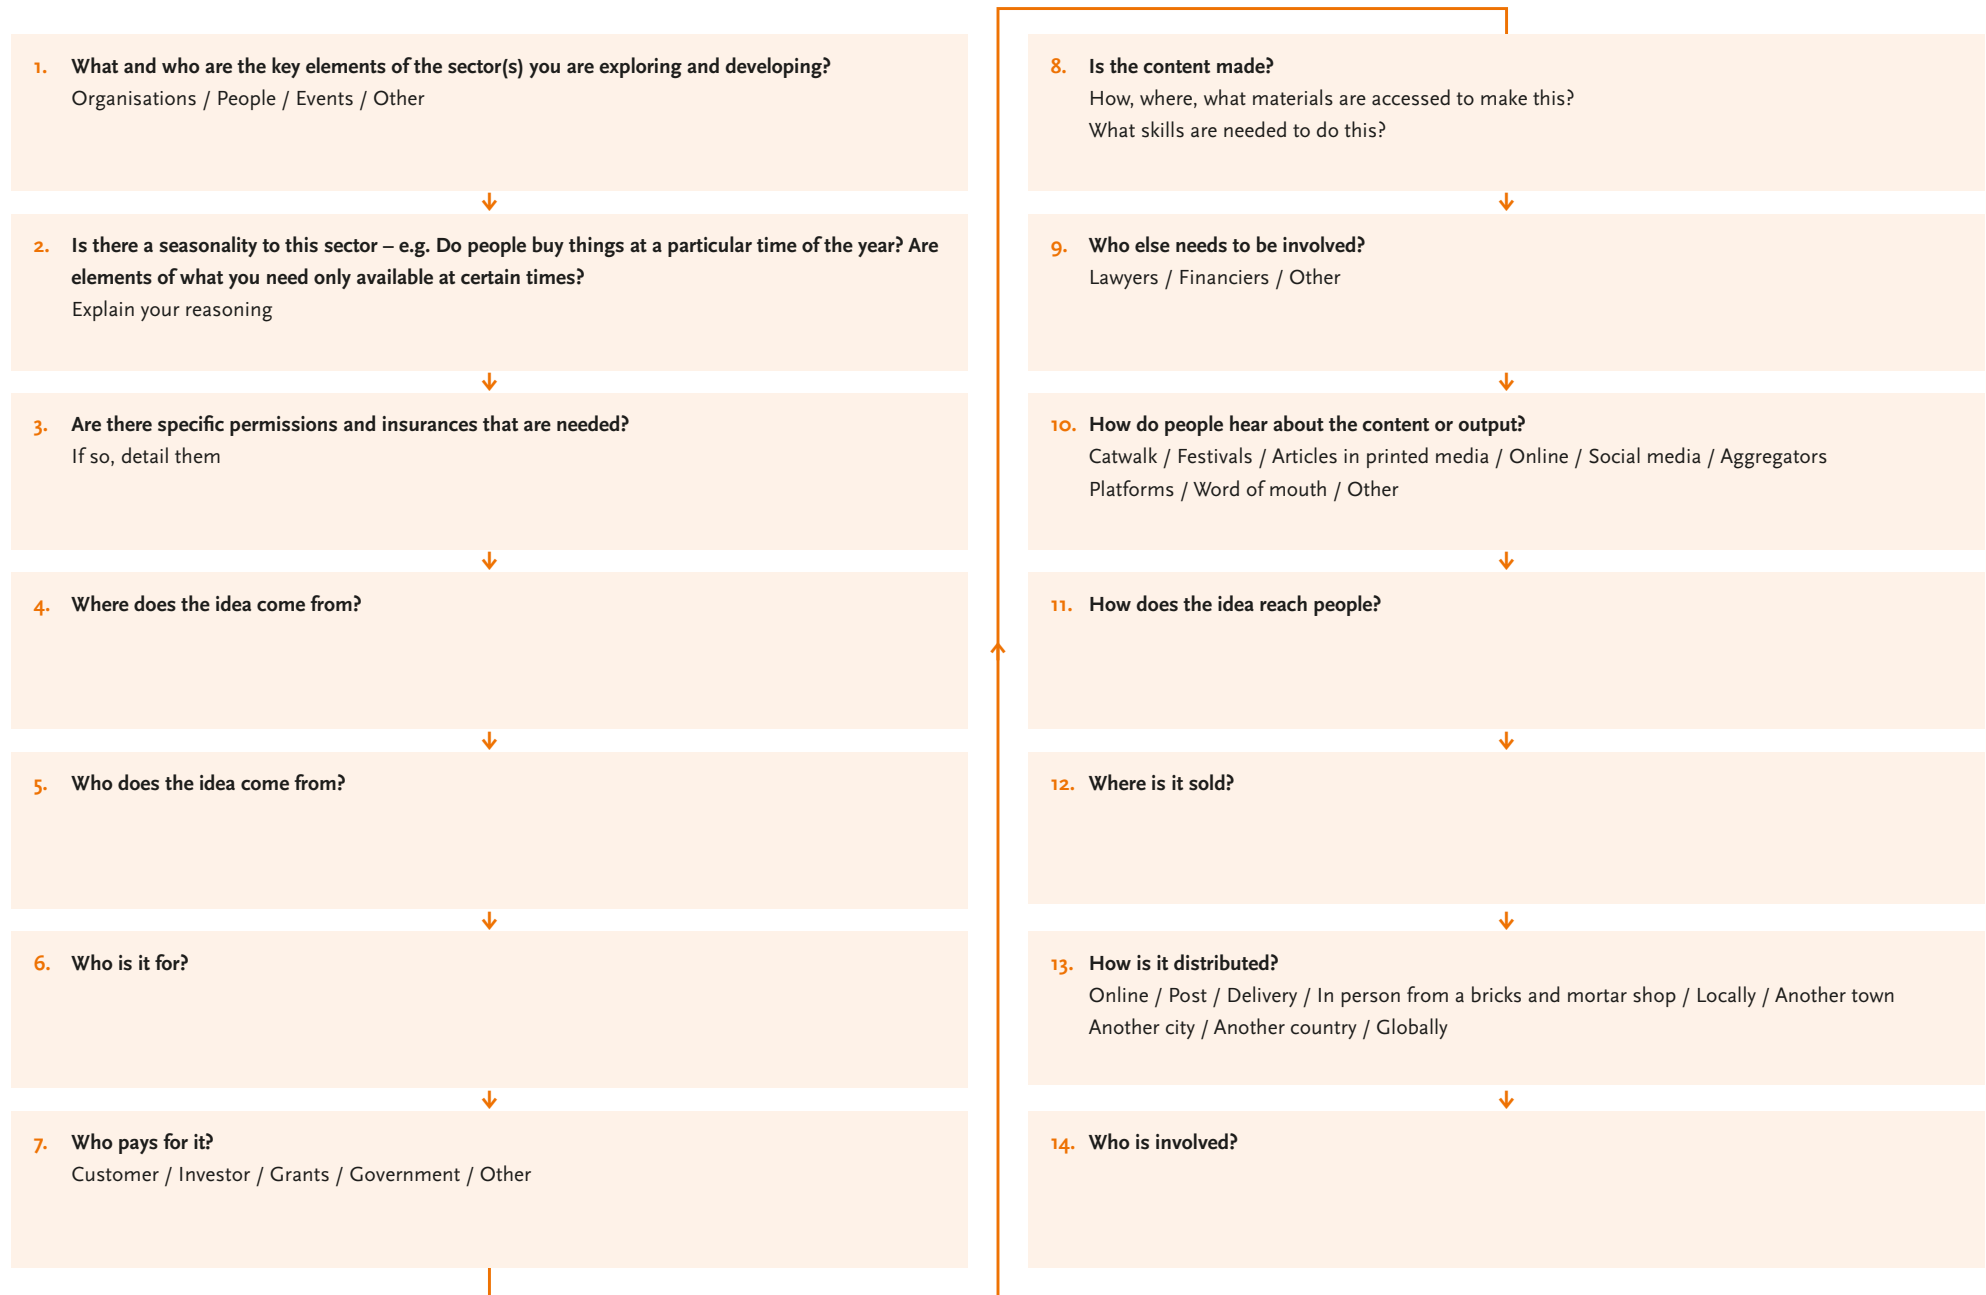 1. What and who are the key elements of the sector(s) you are exploring and developing?
Organisations / People / Events / Other
2. Is there a seasonality to this sector – e.g. Do people buy things at a particular time of the year? Are
elements of what you need only available at certain times?
Explain your reasoning
3. Are there specific permissions and insurances that are needed?
If so, detail them
4. Where does the idea come from?
5. Who does the idea come from?
6. Who is it for?
7. Who pays for it?
Customer / Investor / Grants / Government / Other
8. Is the content made?
How, where, what materials are accessed to make this?
What skills are needed to do this?
9. Who else needs to be involved?
Lawyers / Financiers / Other
10. How do people hear about the content or output?
Catwalk / Festivals / Articles in printed media / Online / Social media / Aggregators
Platforms / Word of mouth / Other
11. How does the idea reach people?
12. Where is it sold?
13. How is it distributed?
Online / Post / Delivery / In person from a bricks and mortar shop / Locally / Another town
Another city / Another country / Globally
14. Who is involved?